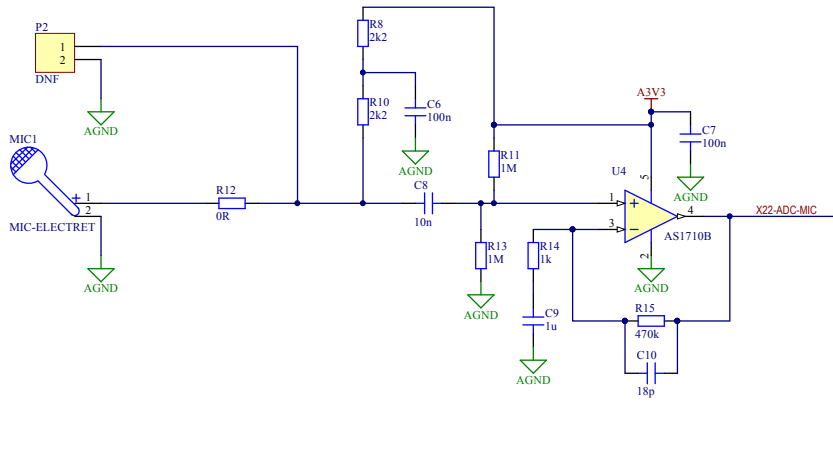 P2
1
2
DNF
AGND
MIC1
+
1
2
MIC-ELECTRET
AGND
R12
0R
R8
2k2
R10
2k2
C6
100n
AGND
C8
10n
R11
1M
R13
1M
AGND
R14
1k
C9
1u
AGND
A3V3
C7
100n
AGND
U4
5
1
+
3
−
4
2
AS1710B
AGND
X22-ADC-MIC
R15
470k
C10
18p